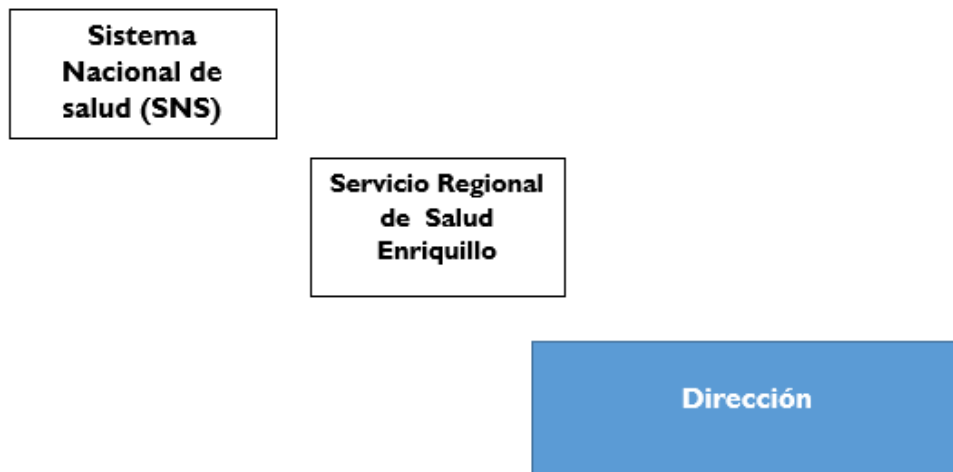 Sistema
Nacional de
salud (SNS)
Servicio Regional
de Salud
Enriquillo
Dirección